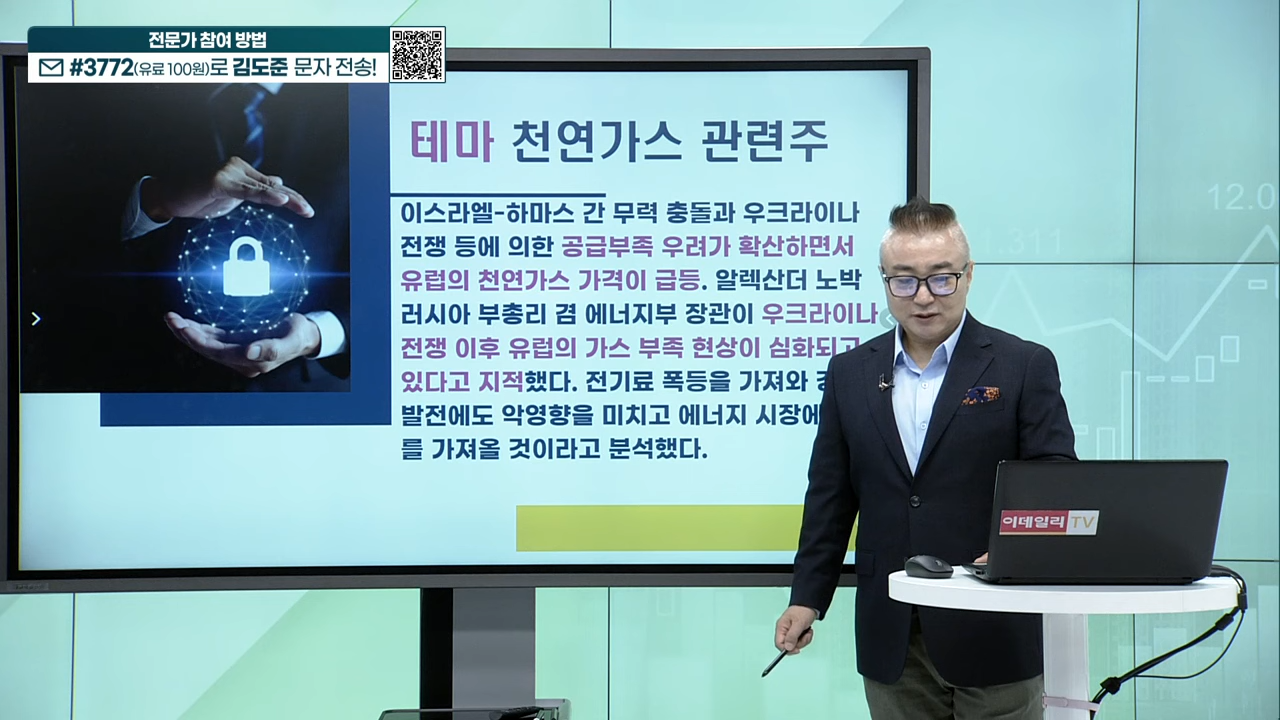 전문가 참여 방법
#3772(유료 100원)로 김도준 문자 전송!
테마 천연가스 관련주
이스라엘-하마스 간 무력 충돌과 우크라이나
전쟁 등에 의한 공급부족 우려가 확산하면서
유럽의 천연가스 가격이 급등. 알렉산더 노박
러시아 부총리 겸 에너지부 장관이 우크라이나
전쟁 이후 유럽의 가스 부족 현상이 심화되고
있다고 지적했다. 전기료 폭등을 가져와
발전에도 악영향을 미치고 에너지 시장에
를 가져올 것이라고 분석했다.
12.0
1.311
이데일리 TV